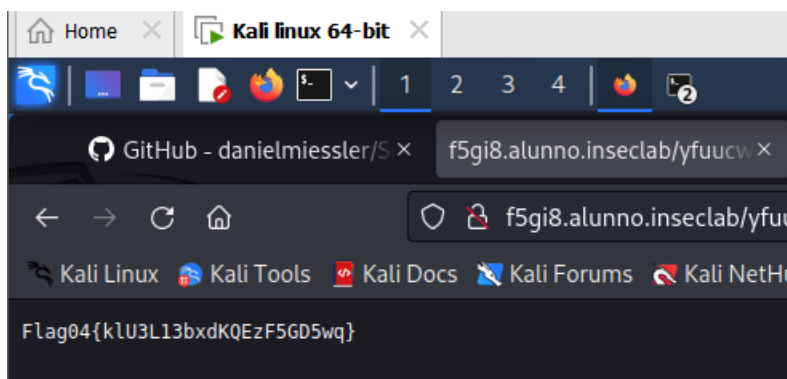 Home
Kali linux 64-bit
1 2 3 4
2
GitHub - danielmiessler/S
f5gi8.alunno.inseclab/yfuucw
f5gi8.alunno.inseclab/yfuu
Kali Linux Kali Tools Kali Docs Kali Forums Kali NetHu
Flag04{klU3L13bxdKQEzF5GD5wq}